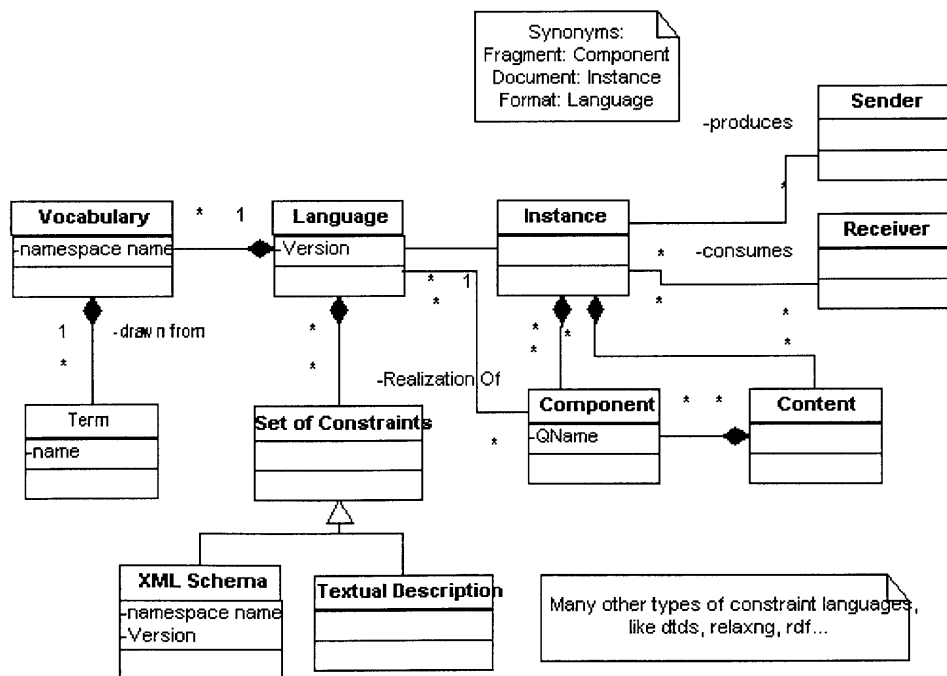 Synonyms:
Fragment: Component
Document: Instance
Format: Language
Sender
-produces
*
Vocabulary
-namespace name
* 1
Language
-Version
Instance
Receiver
-consumes
*
*
* 1
*
1 -drawn from
*
*
*
*
*
*
*
*
-Realization Of
*
Term
-name
Set of Constraints
Component
-QName
* *
Content
XML Schema
-namespace name
-Version
Textual Description
Many other types of constraint languages,
like dtds, relaxng, rdf...